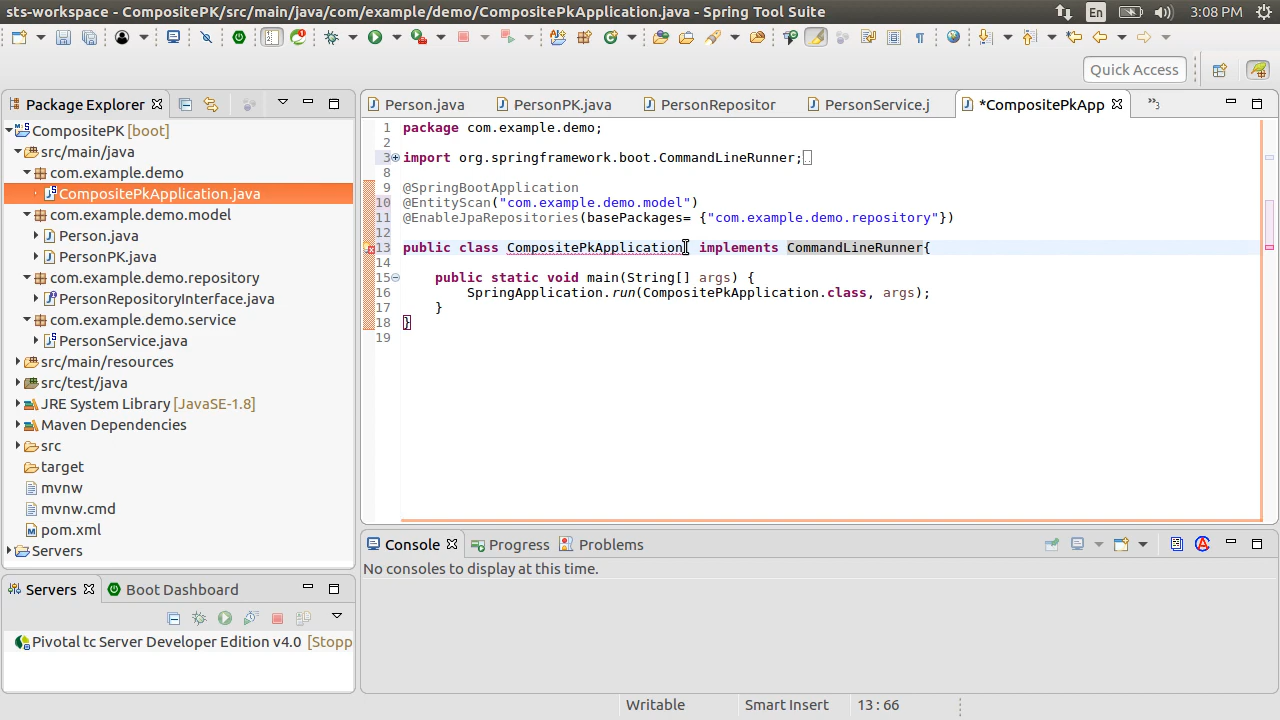 sts-workspace - CompositePK/src/main/java/com/example/demo/CompositePkApplication.java - Spring Tool Suite
En
3:08 PM
Quick Access
Package Explorer
CompositePK [boot]
src/main/java
com.example.demo
CompositePkApplication.java
com.example.demo.model
Person.java
PersonPK.java
com.example.demo.repository
PersonRepositoryInterface.java
com.example.demo.service
PersonService.java
src/main/resources
src/test/java
JRE System Library [JavaSE-1.8]
Maven Dependencies
src
target
mvnw
mvnw.cmd
pom.xml
Servers
Servers Boot Dashboard
Pivotal tc Server Developer Edition v4.0 [Stopp
Person.java PersonPK.java PersonRepositor PersonService.j *CompositePkApp »3
1 package com.example.demo;
2
3 import org.springframework.boot.CommandLineRunner;
8
9 @SpringBootApplication
10 @EntityScan("com.example.demo.model")
11 @EnableJpaRepositories(basePackages= {"com.example.demo.repository"})
12
13 public class CompositePkApplication implements CommandLineRunner{
14
15 public static void main(String[] args) {
16 SpringApplication.run(CompositePkApplication.class, args);
17 }
18 }
19
Console Progress Problems
No consoles to display at this time.
Writable Smart Insert 13 : 66